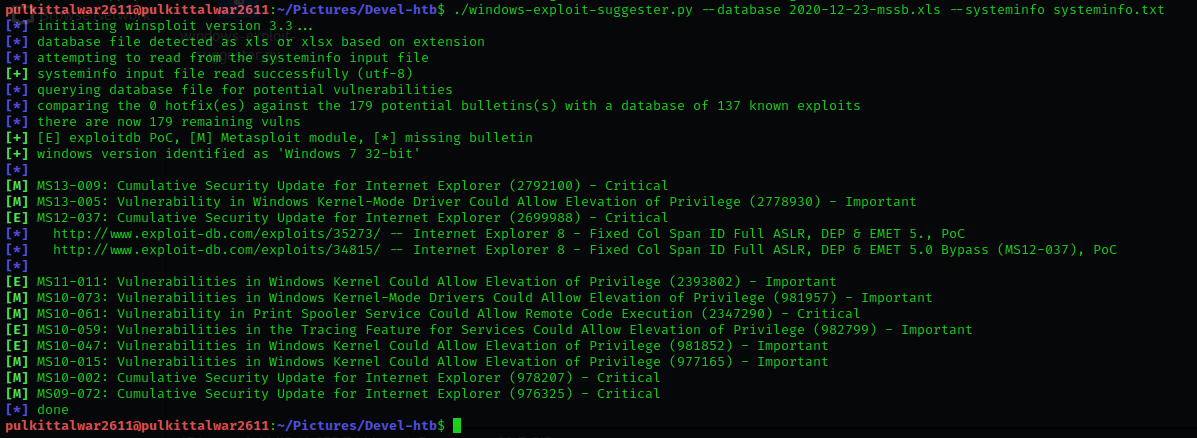 pulkittalwar2611@pulkittalwar2611:~/Pictures/Devel-htb$ ./windows-exploit-suggester.py --database 2020-12-23-mssb.xls --systeminfo systeminfo.txt
[*] initiating winsploit version 3.3...
[*] database file detected as xls or xlsx based on extension
[*] attempting to read from the systeminfo input file
[+] systeminfo input file read successfully (utf-8)
[*] querying database file for potential vulnerabilities
[*] comparing the 0 hotfix(es) against the 179 potential bulletins(s) with a database of 137 known exploits
[*] there are now 179 remaining vulns
[+] [E] exploitdb PoC, [M] Metasploit module, [*] missing bulletin
[+] windows version identified as 'Windows 7 32-bit'
[*]
[M] MS13-009: Cumulative Security Update for Internet Explorer (2792100) - Critical
[M] MS13-005: Vulnerability in Windows Kernel-Mode Driver Could Allow Elevation of Privilege (2778930) - Important
[E] MS12-037: Cumulative Security Update for Internet Explorer (2699988) - Critical
[*]   http://www.exploit-db.com/exploits/35273/ -- Internet Explorer 8 - Fixed Col Span ID Full ASLR, DEP & EMET 5., PoC
[*]   http://www.exploit-db.com/exploits/34815/ -- Internet Explorer 8 - Fixed Col Span ID Full ASLR, DEP & EMET 5.0 Bypass (MS12-037), PoC
[*]
[E] MS11-011: Vulnerabilities in Windows Kernel Could Allow Elevation of Privilege (2393802) - Important
[M] MS10-073: Vulnerabilities in Windows Kernel-Mode Drivers Could Allow Elevation of Privilege (981957) - Important
[M] MS10-061: Vulnerability in Print Spooler Service Could Allow Remote Code Execution (2347290) - Critical
[E] MS10-059: Vulnerabilities in the Tracing Feature for Services Could Allow Elevation of Privilege (982799) - Important
[E] MS10-047: Vulnerabilities in Windows Kernel Could Allow Elevation of Privilege (981852) - Important
[M] MS10-015: Vulnerabilities in Windows Kernel Could Allow Elevation of Privilege (977165) - Important
[M] MS10-002: Cumulative Security Update for Internet Explorer (978207) - Critical
[M] MS09-072: Cumulative Security Update for Internet Explorer (976325) - Critical
[*] done
pulkittalwar2611@pulkittalwar2611:~/Pictures/Devel-htb$